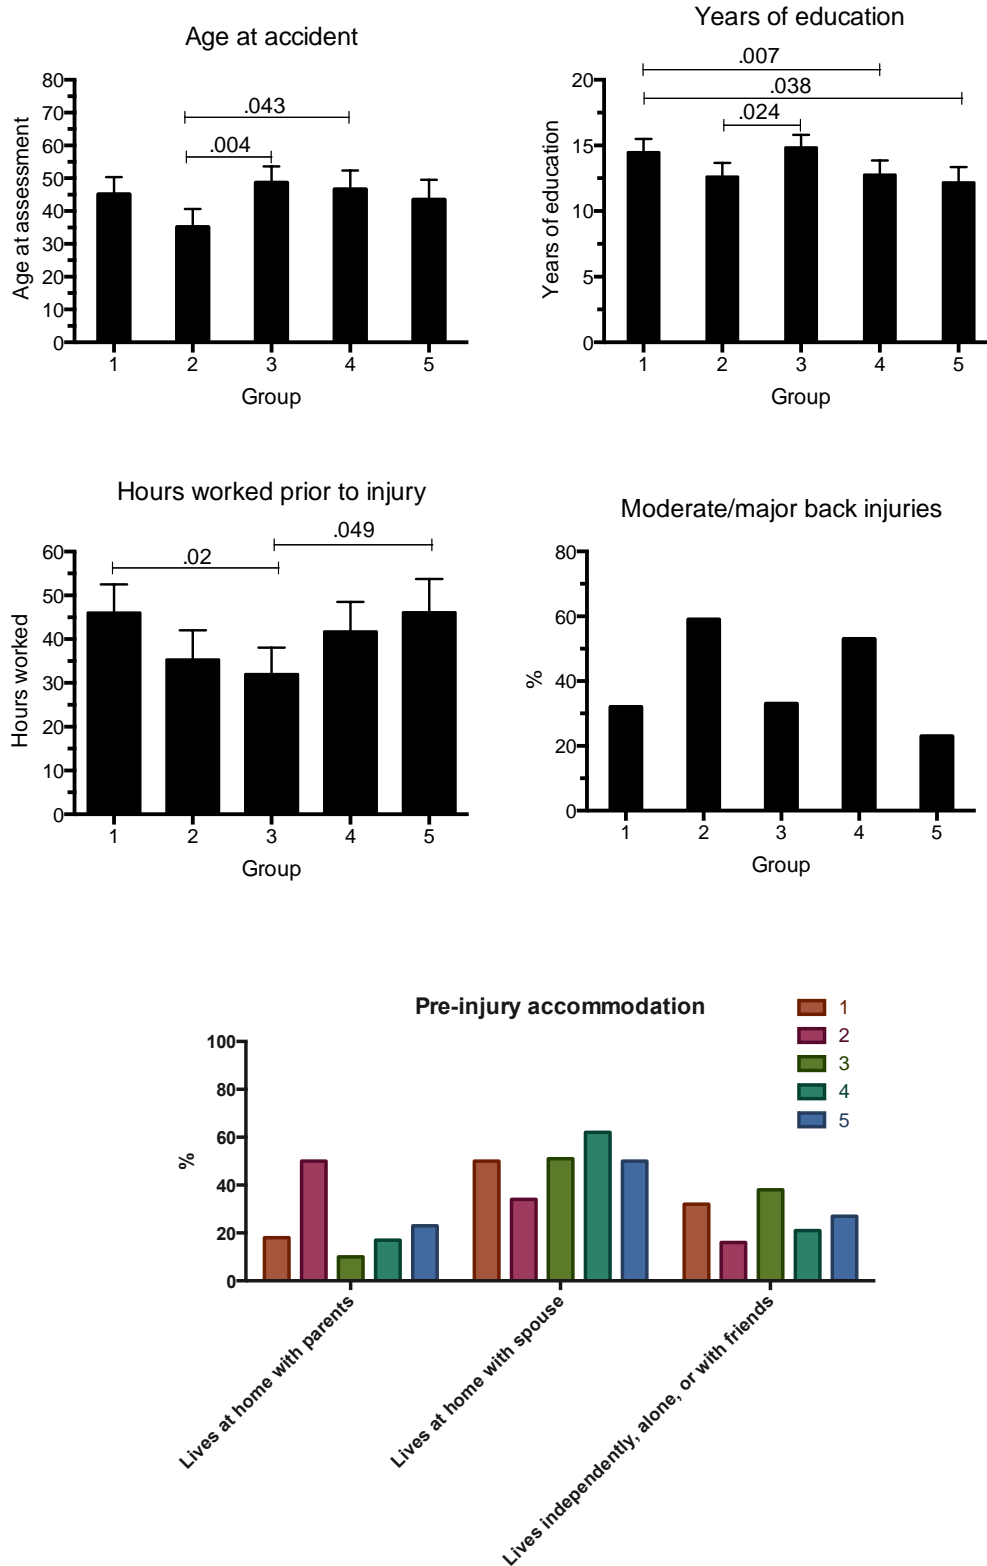 Age at accident
.043
.004
Age at assessment
80
70
60
50
40
30
20
10
0
1 2 3 4 5
Group
Years of education
.007
.038
.024
Years of education
20
15
10
5
0
1 2 3 4 5
Group
Hours worked prior to injury
.049
.02
Hours worked
60
50
40
30
20
10
0
1 2 3 4 5
Group
Moderate/major back injuries
%
80
60
40
20
0
1 2 3 4 5
Group
Pre-injury accommodation
1
2
3
4
5
%
100
80
60
40
20
0
Lives at home with parents
Lives at home with spouse
Lives independently, alone, or with friends